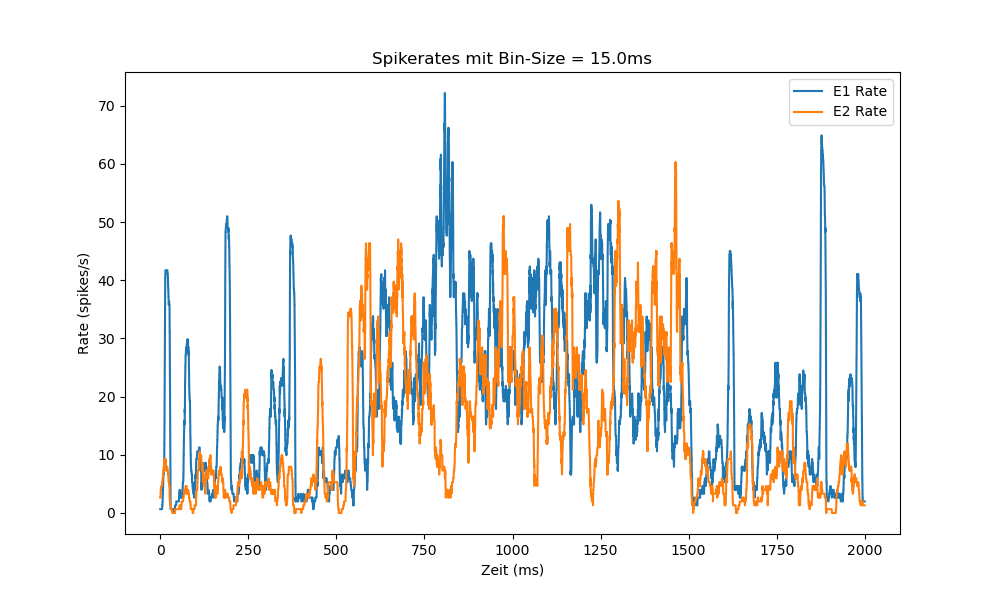 Spikerates mit Bin-Size = 15.0ms
E1 Rate
E2 Rate
Rate (spikes/s)
70
60
50
40
30
20
10
0
0 250 500 750 1000 1250 1500 1750 2000
Zeit (ms)